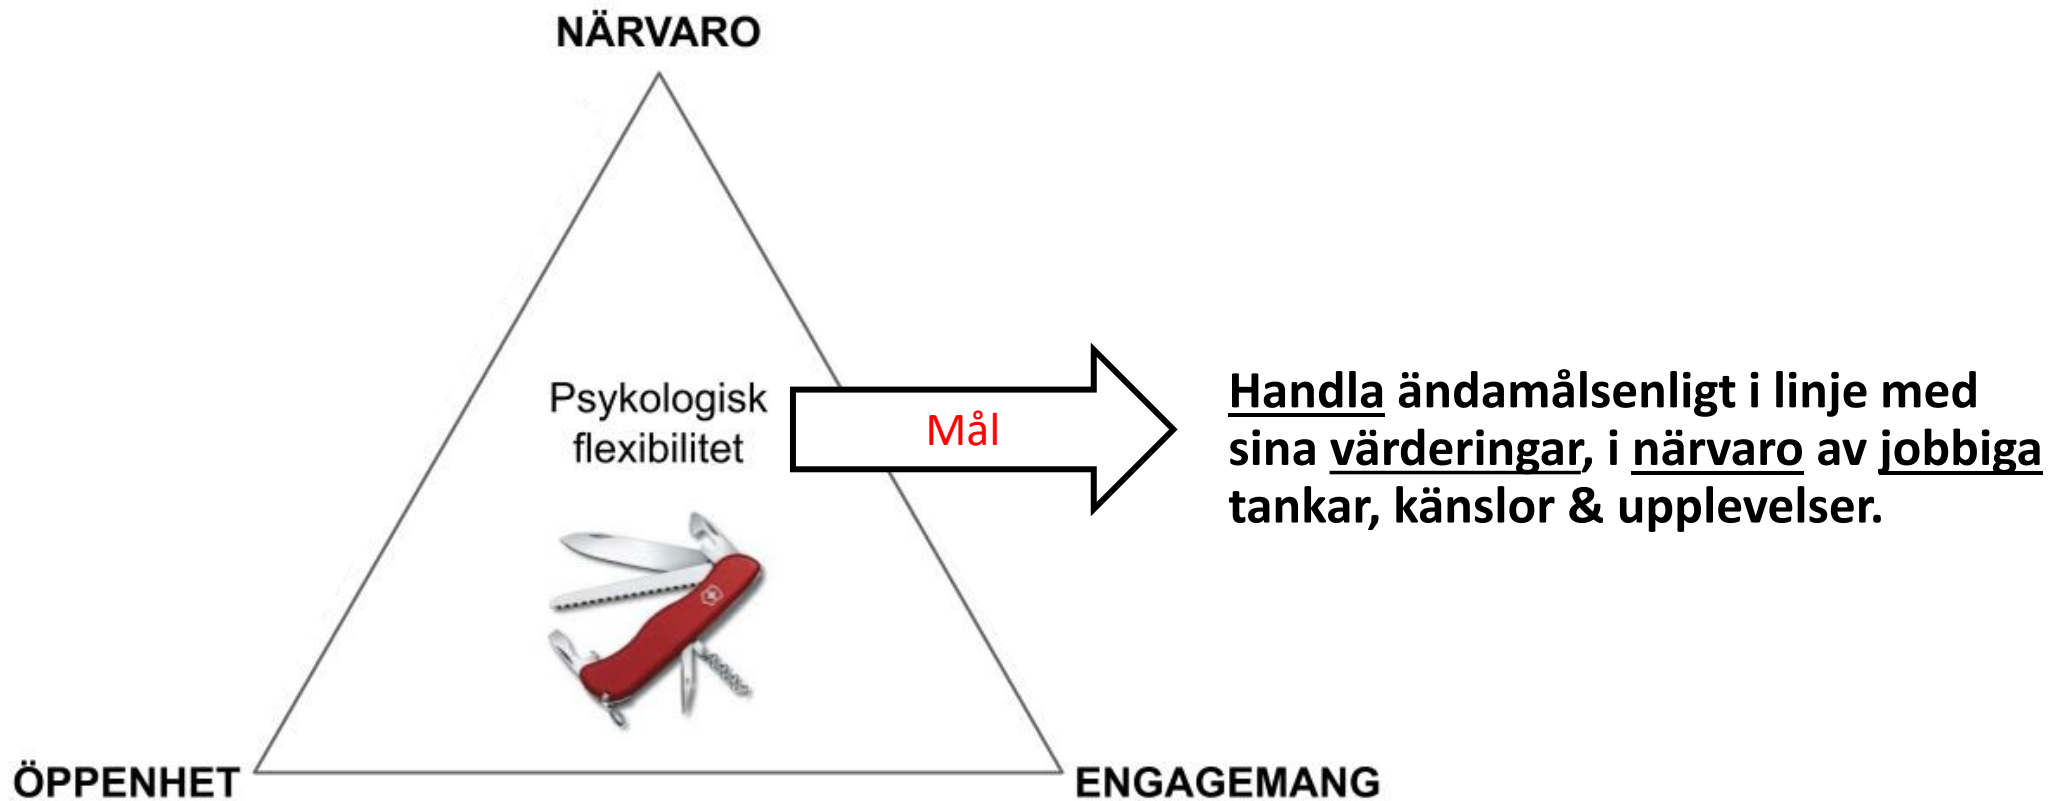 NÄRVARO
Psykologisk
flexibilitet
Mål
Handla ändamålsenligt i linje med
sina värderingar, i närvaro av jobbiga
tankar, känslor & upplevelser.
ÖPPENHET
ENGAGEMANG